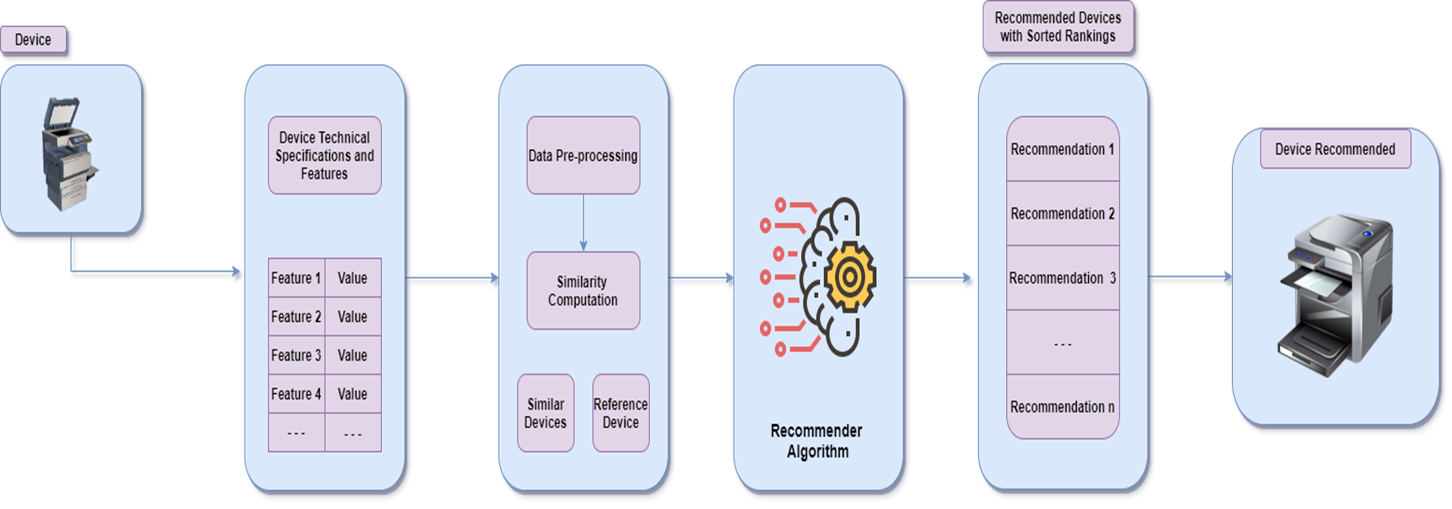 Device
Device Technical
Specifications and
Features
Feature 1 Value
Feature 2 Value
Feature 3 Value
Feature 4 Value
- - - - - -
Data Pre-processing
Similarity
Computation
Similar
Devices
Reference
Device
Recommender
Algorithm
Recommended Devices
with Sorted Rankings
Recommendation 1
Recommendation 2
Recommendation 3
- - -
Recommendation n
Device Recommended